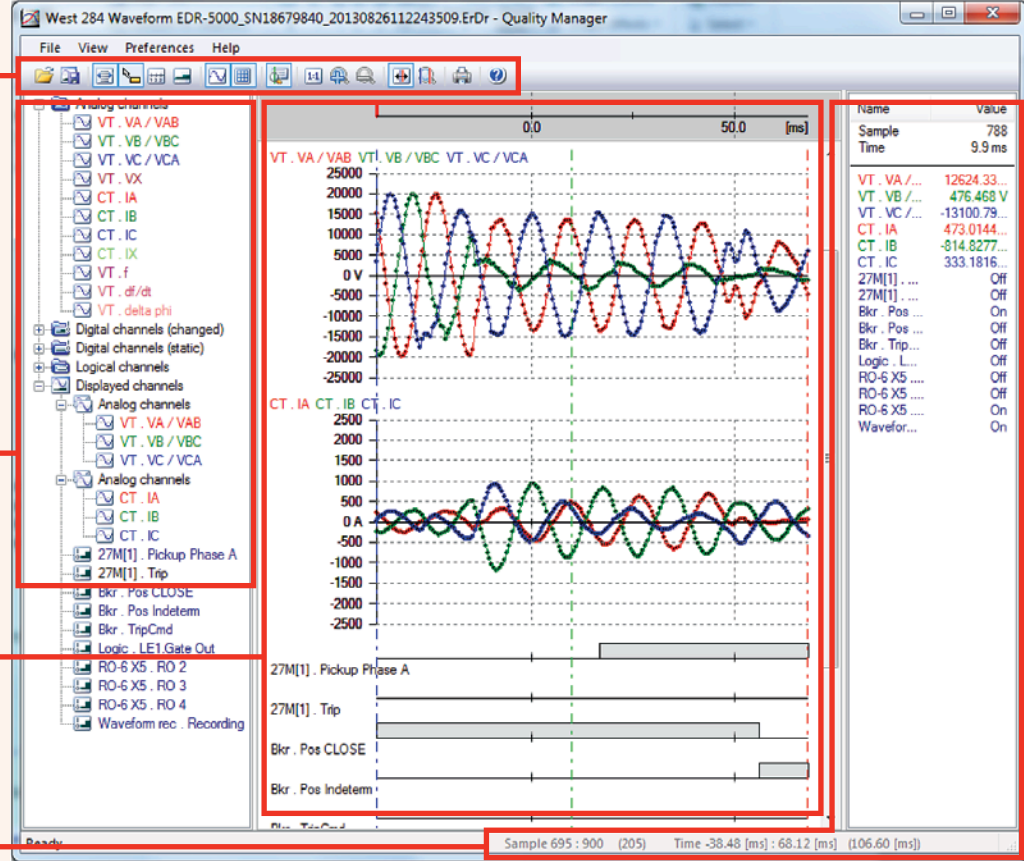 West 284 Waveform EDR-5000_SN18679840_20130826112243509.ErDr - Quality Manager
File View Preferences Help
1:1
Analog channels
VT . VA / VAB
VT . VB / VBC
VT . VC / VCA
VT . VX
CT . IA
CT . IB
CT . IC
CT . IX
VT . f
VT . df/dt
VT . delta phi
Digital channels (changed)
Digital channels (static)
Logical channels
Displayed channels
Analog channels
VT . VA / VAB
VT . VB / VBC
VT . VC / VCA
Analog channels
CT . IA
CT . IB
CT . IC
27M[1] . Pickup Phase A
27M[1] . Trip
Bkr . Pos CLOSE
Bkr . Pos Indeterm
Bkr . TripCmd
Logic . LE1.Gate Out
RO-6 X5 . RO 2
RO-6 X5 . RO 3
RO-6 X5 . RO 4
Waveform rec . Recording
0.0 50.0 [ms]
VT . VA / VAB VT . VB / VBC VT . VC / VCA
25000
20000
15000
10000
5000
0 V
-5000
-10000
-15000
-20000
-25000
CT . IA CT . IB CT . IC
2500
2000
1500
1000
500
0 A
-500
-1000
-1500
-2000
-2500
27M[1] . Pickup Phase A
27M[1] . Trip
Bkr . Pos CLOSE
Bkr . Pos Indeterm
Bkr . TripCmd
Name Value
Sample 788
Time 9.9 ms
VT . VA /... 12624.33...
VT . VB /... 476.468 V
VT . VC /... -13100.79...
CT . IA 473.0144...
CT . IB -814.8277...
CT . IC 333.1816...
27M[1] . ... Off
27M[1] . ... Off
Bkr . Pos ... On
Bkr . Pos ... Off
Bkr . Trip... Off
Logic . L... Off
RO-6 X5 .... Off
RO-6 X5 .... Off
RO-6 X5 .... On
Wavefor... On
Ready
Sample 695 : 900 (205) Time -38.48 [ms] : 68.12 [ms] (106.60 [ms])